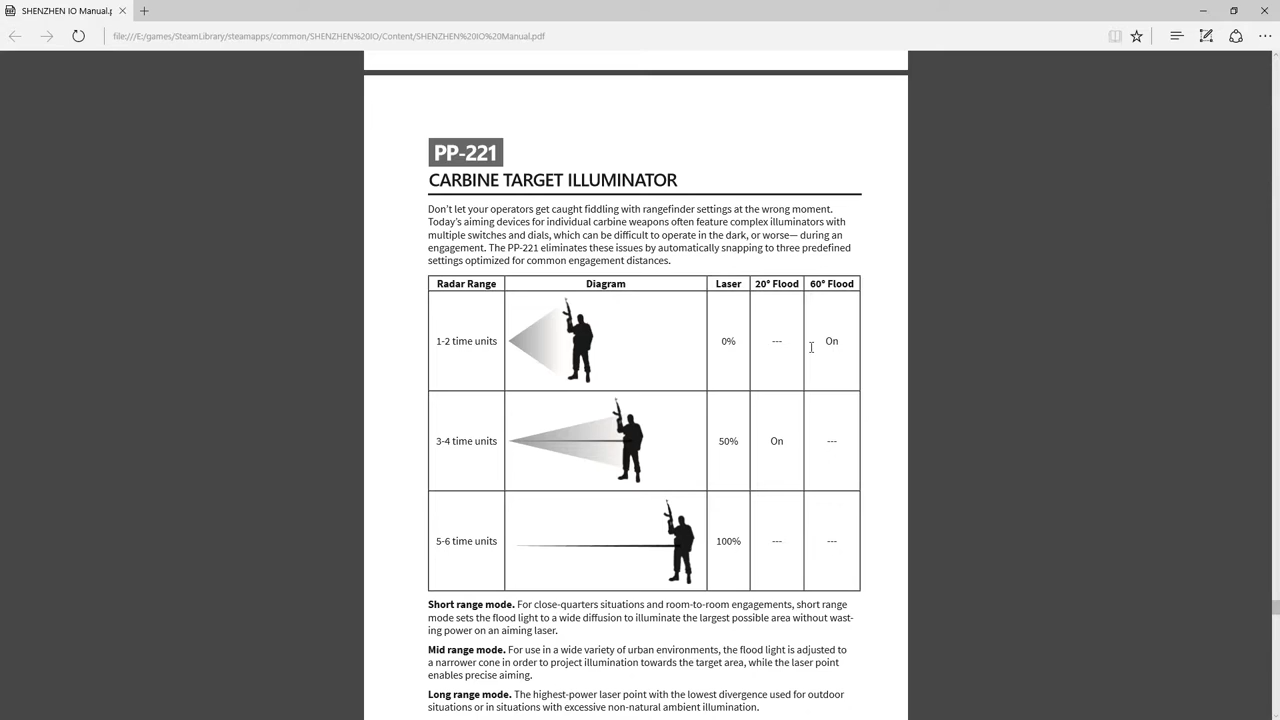 SHENZHEN IO Manual.p
file:///E:/games/SteamLibrary/steamapps/common/SHENZHEN%20IO/Content/SHENZHEN%20IO%20Manual.pdf
PP-221
CARBINE TARGET ILLUMINATOR
Don't let your operators get caught fiddling with rangefinder settings at the wrong moment.
Today's aiming devices for individual carbine weapons often feature complex illuminators with
multiple switches and dials, which can be difficult to operate in the dark, or worse— during an
engagement. The PP-221 eliminates these issues by automatically snapping to three predefined
settings optimized for common engagement distances.
Radar Range Diagram Laser 20° Flood 60° Flood
1-2 time units 0% --- On
3-4 time units 50% On ---
5-6 time units 100% --- ---
Short range mode. For close-quarters situations and room-to-room engagements, short range
mode sets the flood light to a wide diffusion to illuminate the largest possible area without wast-
ing power on an aiming laser.
Mid range mode. For use in a wide variety of urban environments, the flood light is adjusted to
a narrower cone in order to project illumination towards the target area, while the laser point
enables precise aiming.
Long range mode. The highest-power laser point with the lowest divergence used for outdoor
situations or in situations with excessive non-natural ambient illumination.